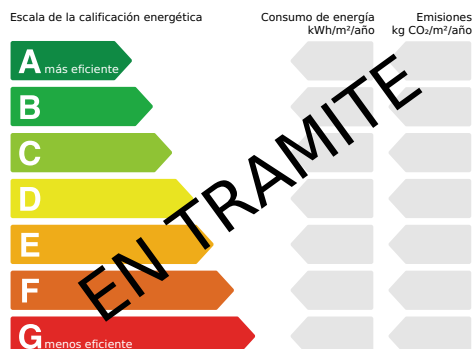 Escala de la calificación energética
Consumo de energía
kWh/m²/año
Emisiones
kg CO₂/m²/año
A más eficiente
B
C
D
E
F
G menos eficiente
EN TRAMITE